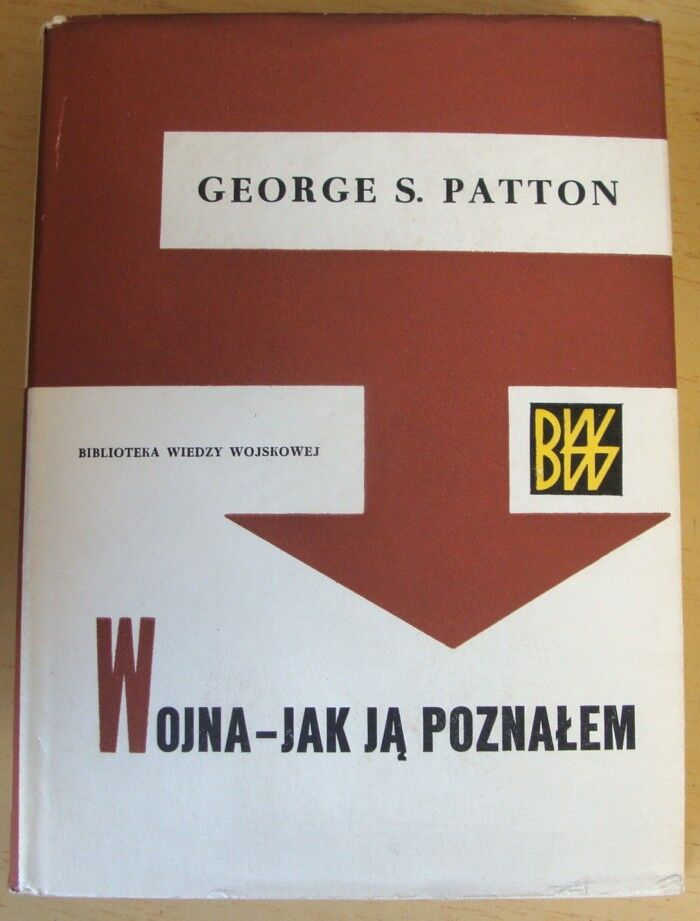 GEORGE S. PATTON
BIBLIOTEKA WIEDZY WOJSKOWEJ
BWW
WOJNA – JAK JĄ POZNAŁEM